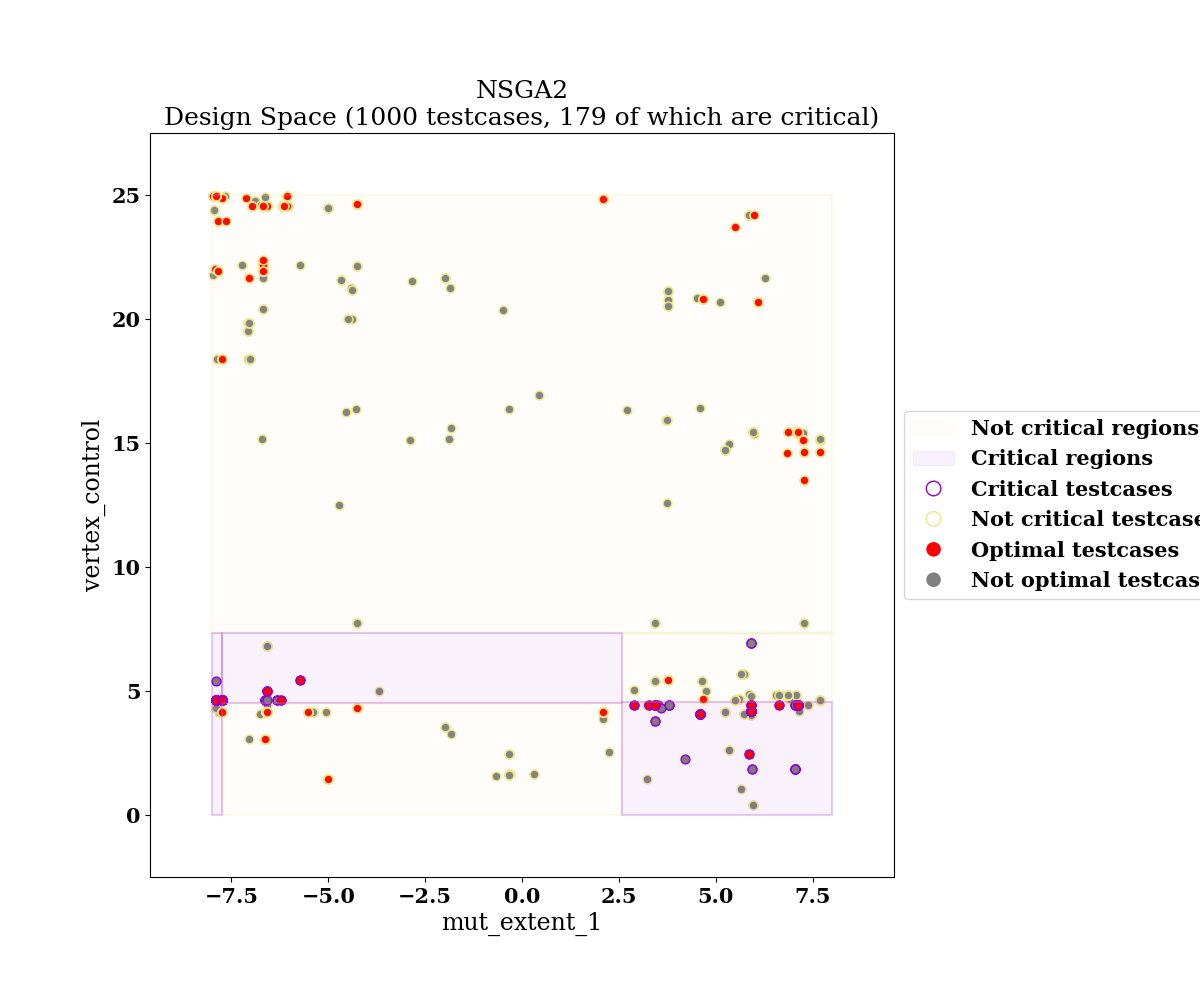 NSGA2
Design Space (1000 testcases, 179 of which are critical)
25
20
15
10
5
0
vertex_control
−7.5 −5.0 −2.5 0.0 2.5 5.0 7.5
mut_extent_1
Not critical regions
Critical regions
Critical testcases
Not critical testcase
Optimal testcases
Not optimal testcas